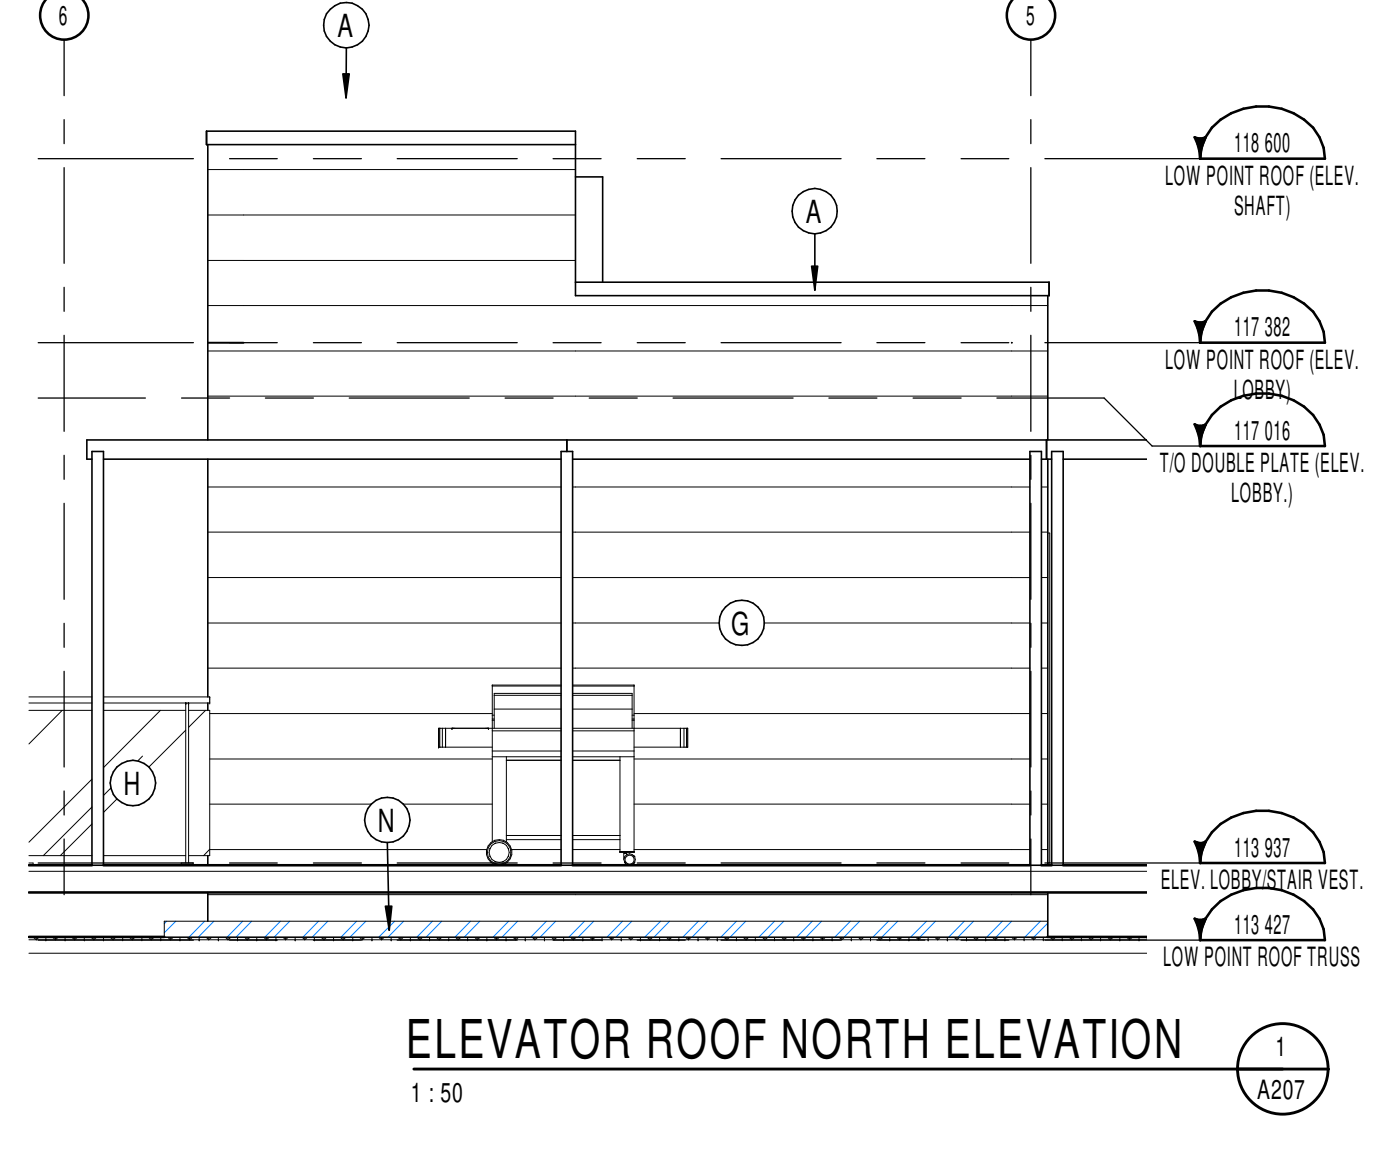 6
A
5
118 600
LOW POINT ROOF (ELEV.
SHAFT)
A
117 382
LOW POINT ROOF (ELEV.
LOBBY)
117 016
T/O DOUBLE PLATE (ELEV.
LOBBY.)
G
H
N
113 937
ELEV. LOBBY/STAIR VEST.
113 427
LOW POINT ROOF TRUSS
ELEVATOR ROOF NORTH ELEVATION
1 : 50
1
A207